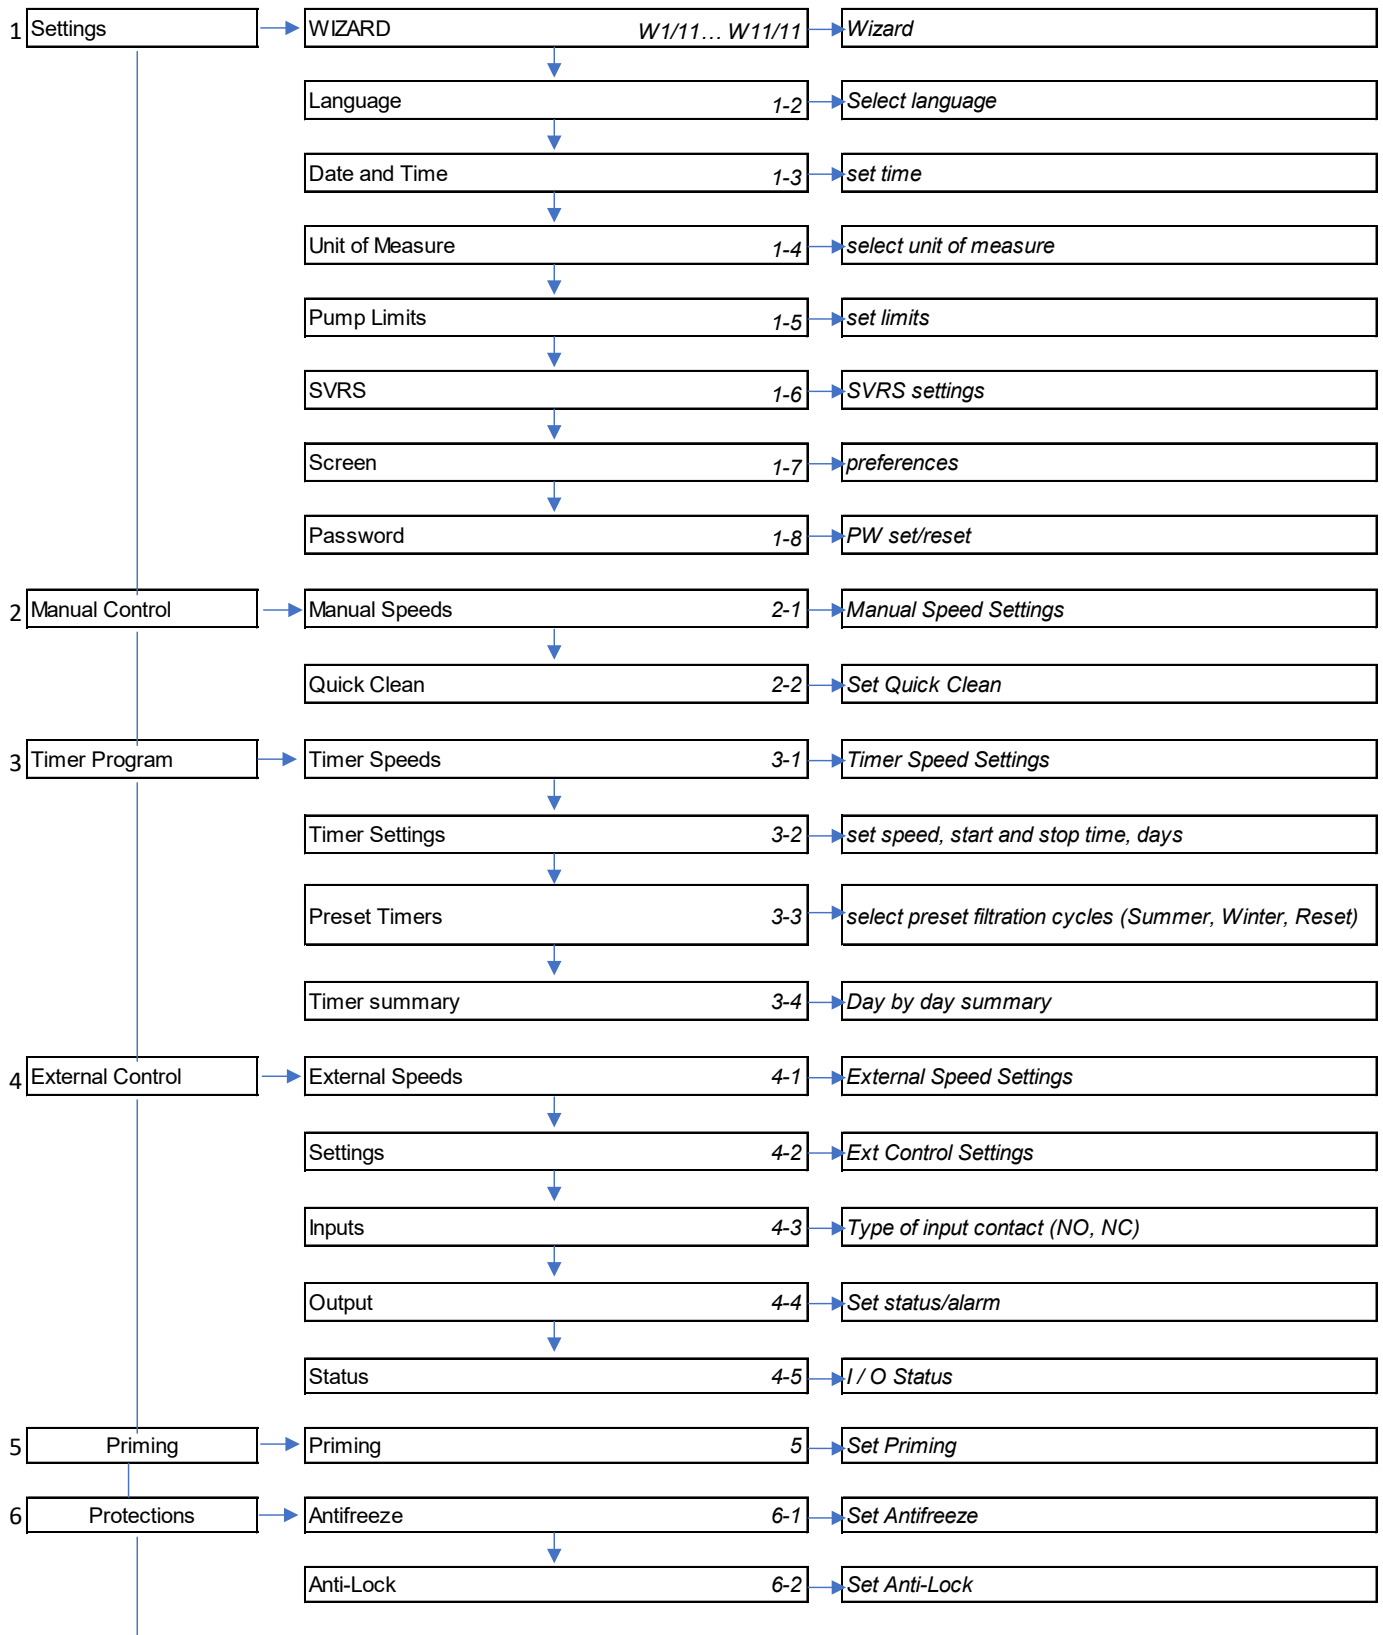 1 Settings WIZARD W1/11… W11/11 Wizard
Language 1-2 Select language
Date and Time 1-3 set time
Unit of Measure 1-4 select unit of measure
Pump Limits 1-5 set limits
SVRS 1-6 SVRS settings
Screen 1-7 preferences
Password 1-8 PW set/reset
2 Manual Control Manual Speeds 2-1 Manual Speed Settings
Quick Clean 2-2 Set Quick Clean
3 Timer Program Timer Speeds 3-1 Timer Speed Settings
Timer Settings 3-2 set speed, start and stop time, days
Preset Timers 3-3 select preset filtration cycles (Summer, Winter, Reset)
Timer summary 3-4 Day by day summary
4 External Control External Speeds 4-1 External Speed Settings
Settings 4-2 Ext Control Settings
Inputs 4-3 Type of input contact (NO, NC)
Output 4-4 Set status/alarm
Status 4-5 I / O Status
5 Priming Priming 5 Set Priming
6 Protections Antifreeze 6-1 Set Antifreeze
Anti-Lock 6-2 Set Anti-Lock